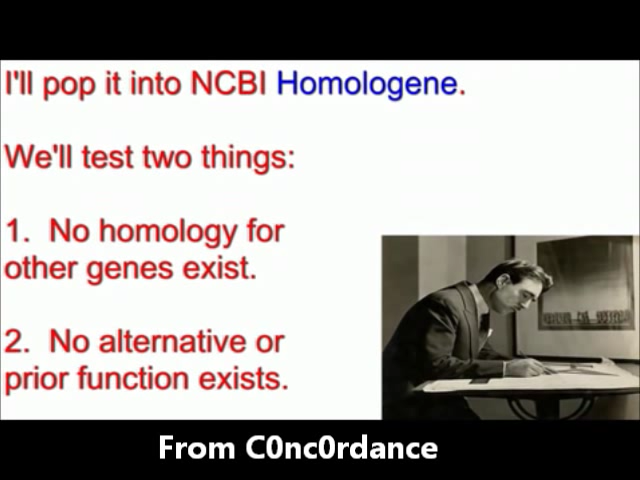 I'll pop it into NCBI Homologene.
We'll test two things:
1. No homology for
other genes exist.
2. No alternative or
prior function exists.
From C0nc0rdance